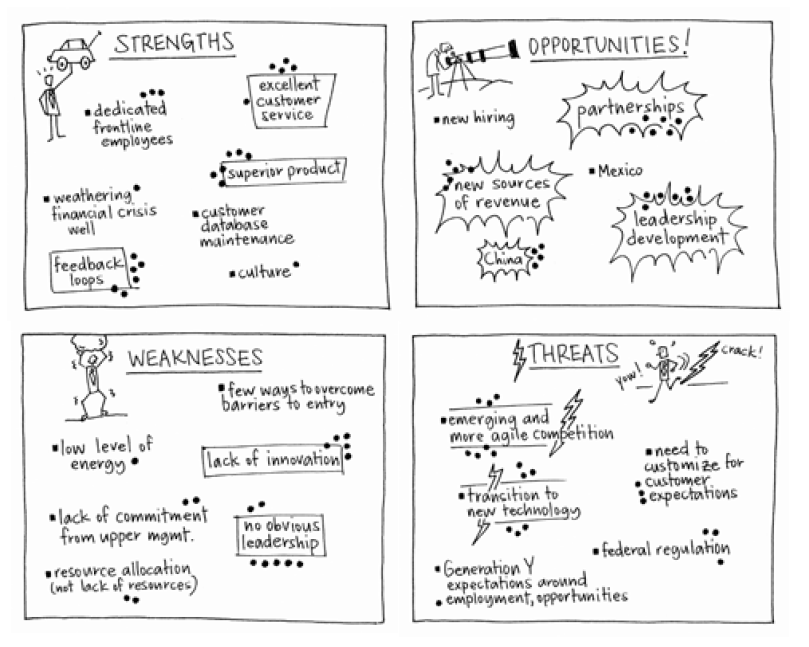 STRENGTHS
dedicated
frontline
employees
excellent
customer
service
superior product
weathering
financial crisis
well
customer
database
maintenance
feedback
loops
culture
OPPORTUNITIES!
new hiring
partnerships
new sources
of revenue
Mexico
leadership
development
China
WEAKNESSES
few ways to overcome
barriers to entry
low level of
energy
lack of innovation
lack of commitment
from upper mgmt.
no obvious
leadership
resource allocation
(not lack of resources)
THREATS
yow!
crack!
emerging and
more agile competition
need to
customize for
customer
expectations
transition to
new technology
federal regulation
Generation Y
expectations around
employment, opportunities